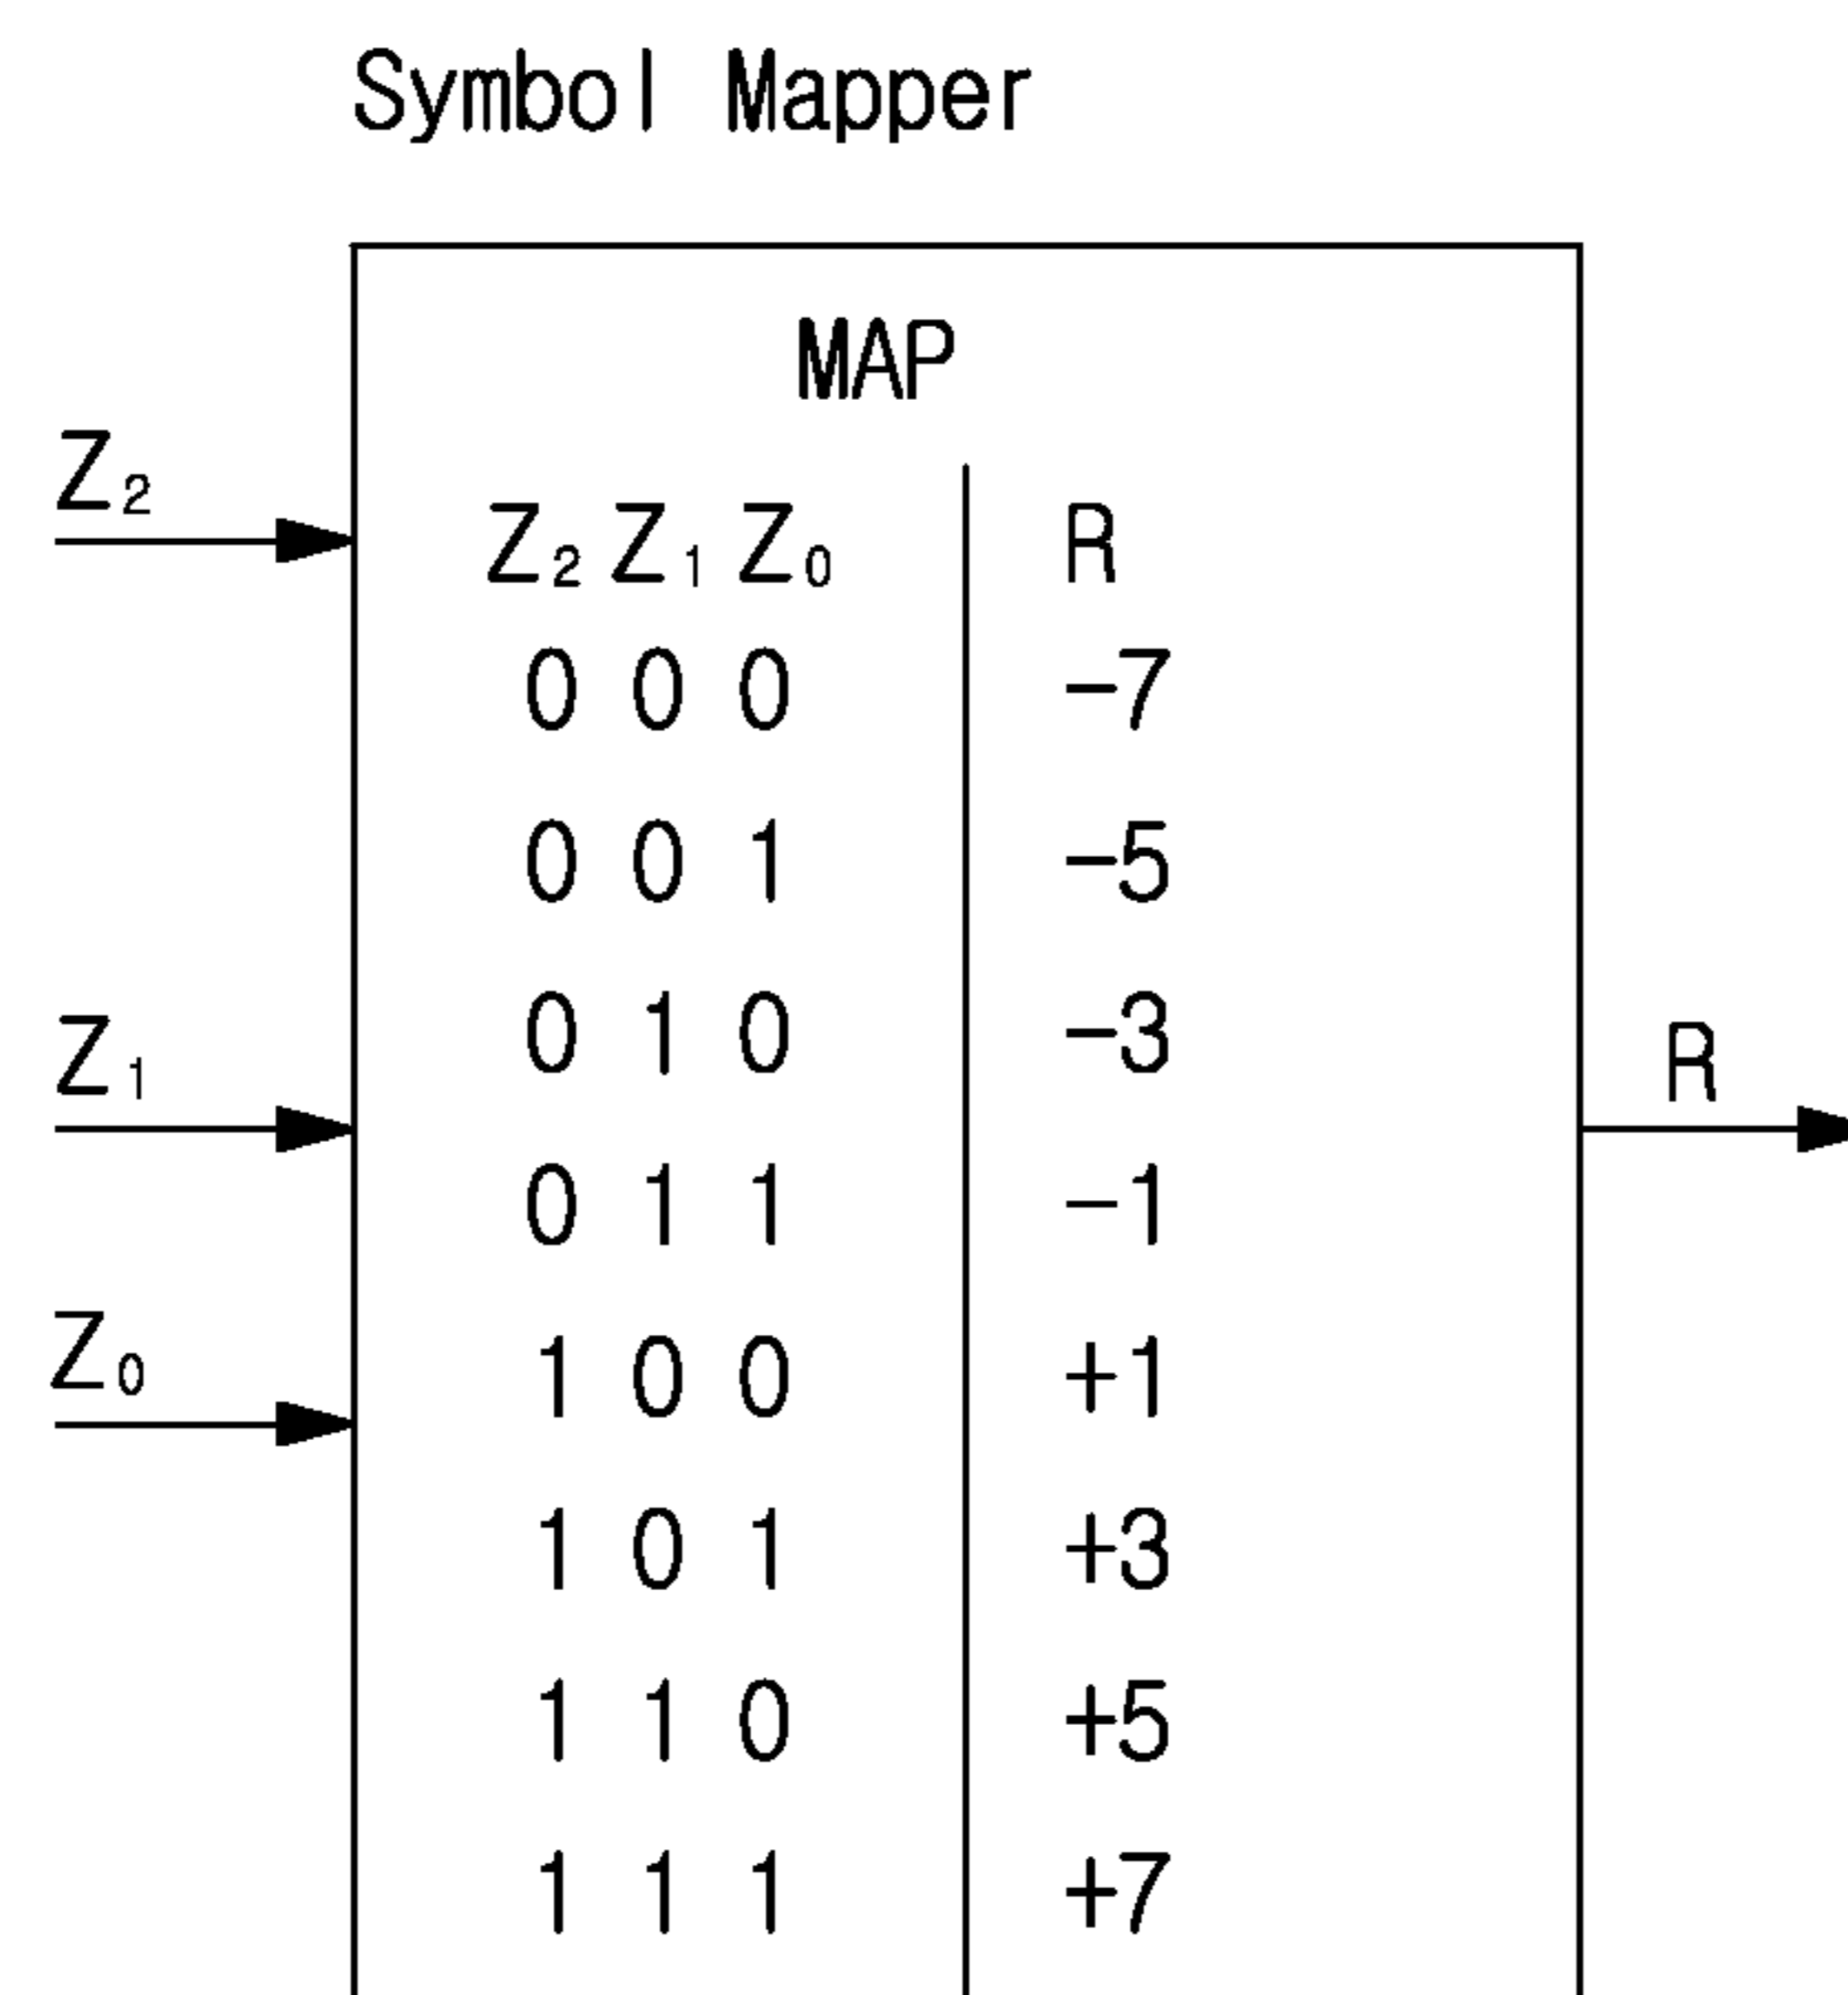 Symbol Mapper
MAP
Z2
Z2 Z1 Z0 R
0 0 0 -7
0 0 1 -5
0 1 0 -3
Z1
R
0 1 1 -1
Z0
1 0 0 +1
1 0 1 +3
1 1 0 +5
1 1 1 +7